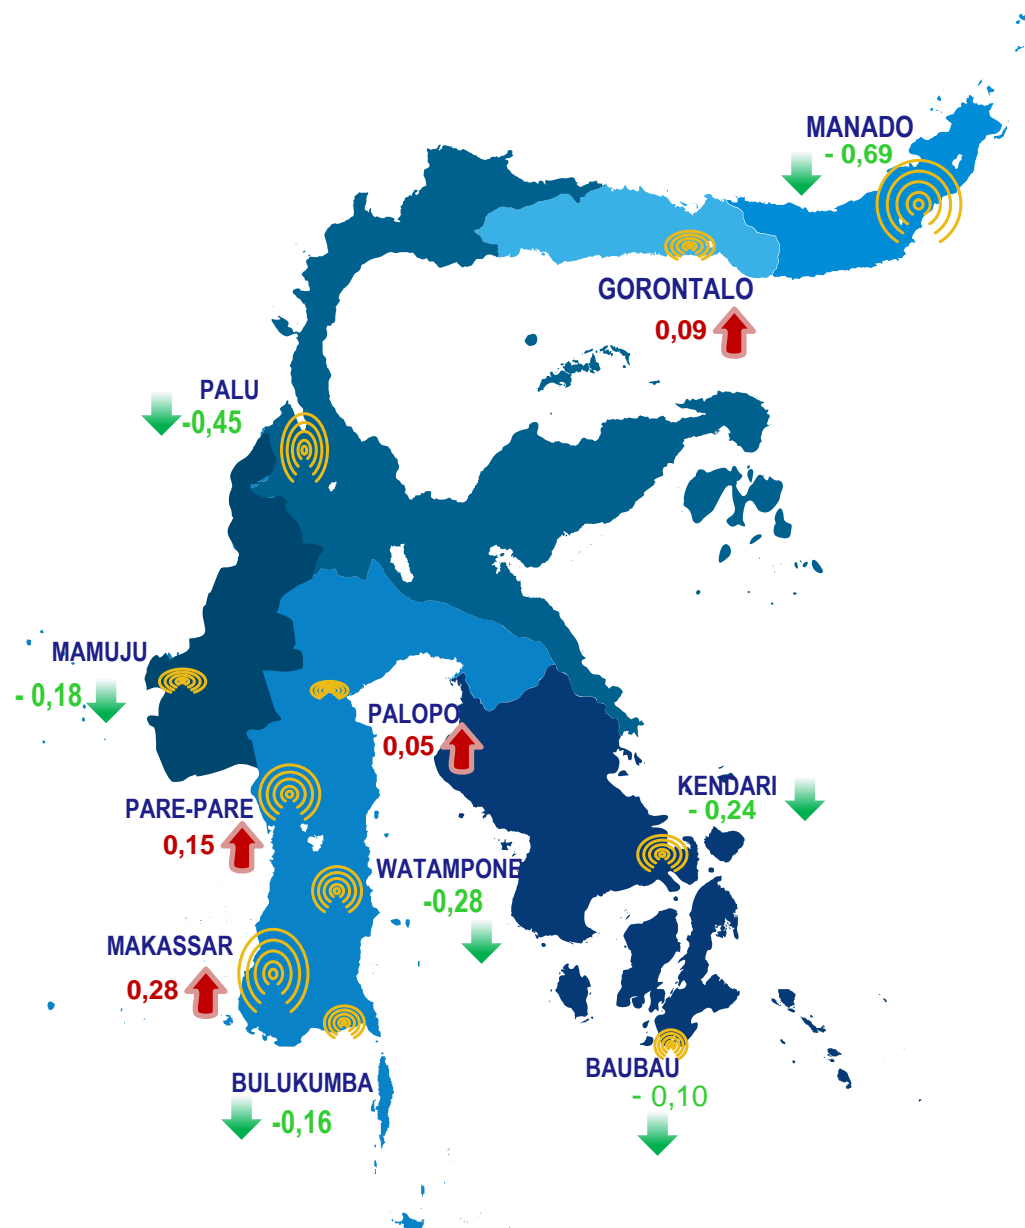 MANADO
- 0,69
GORONTALO
0,09
PALU
-0,45
MAMUJU
- 0,18
PALOPO
0,05
KENDARI
- 0,24
PARE-PARE
0,15
WATAMPONE
-0,28
MAKASSAR
0,28
BAUBAU
- 0,10
BULUKUMBA
-0,16